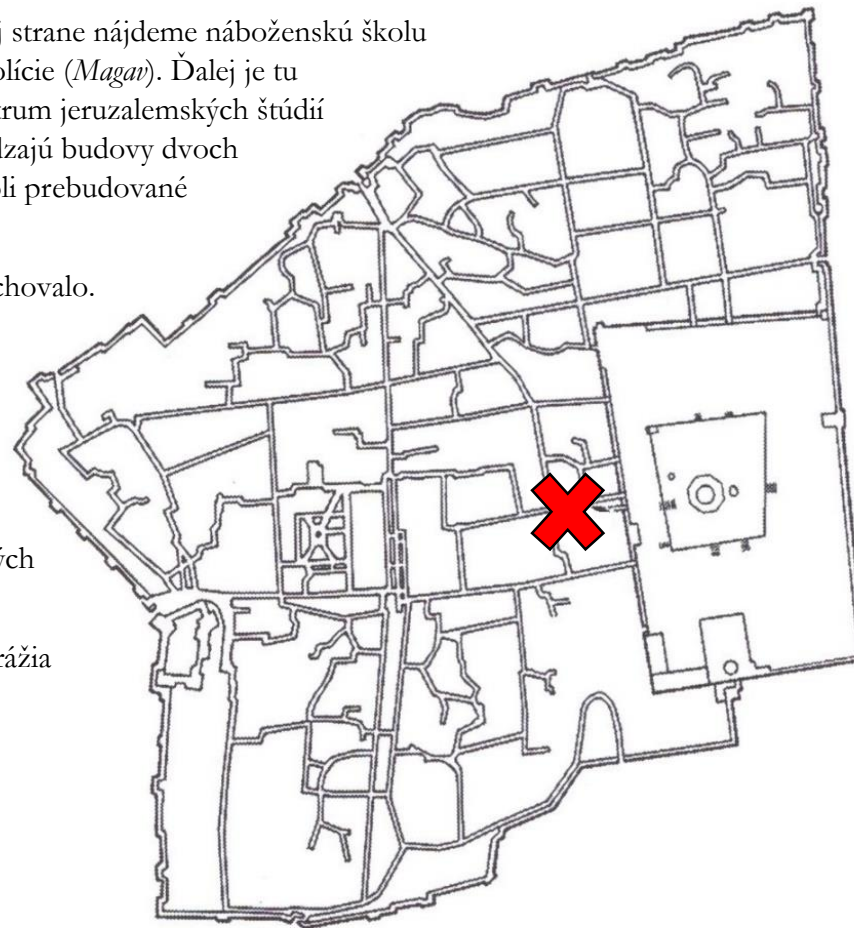 j strane nájdeme náboženskú školu
olície (Magav). Ďalej je tu
trum jeruzalemských štúdií
dzajú budovy dvoch
oli prebudované
chovalo.
ých
rážia